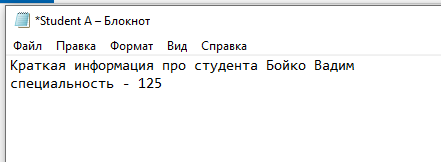 *Student A – Блокнот
Файл Правка Формат Вид Справка
Краткая информация про студента Бойко Вадим
специальность - 125